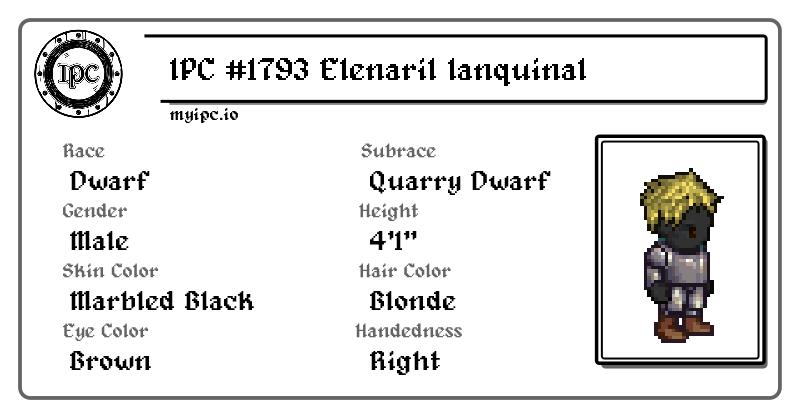 IPC
IPC #1793 Elenaril Ianquinal
myipc.io
Race
Dwarf
Subrace
Quarry Dwarf
Gender
Male
Height
4'1"
Skin Color
Marbled Black
Hair Color
Blonde
Eye Color
Brown
Handedness
Right